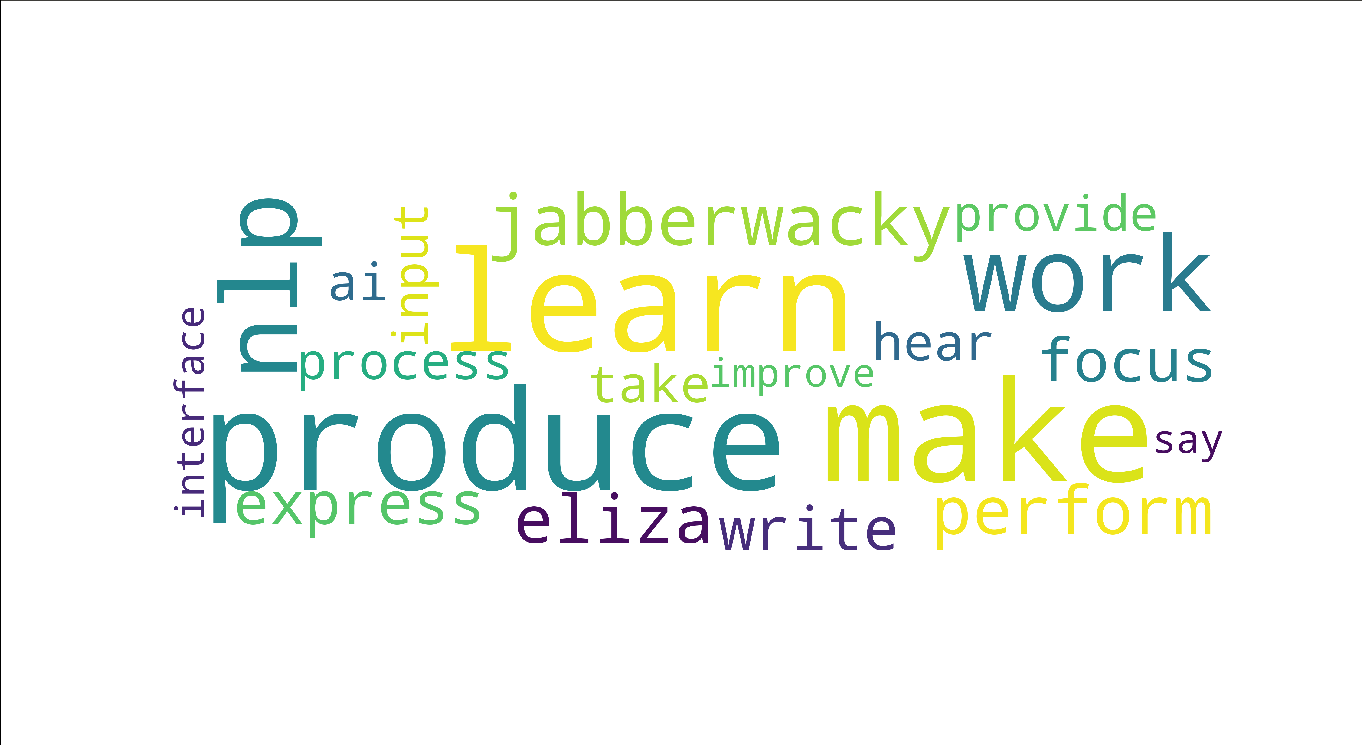 jabberwacky
provide
nlp
ai
input
learn
work
hear
focus
interface
process
take
improve
produce
make
say
express
eliza
write
perform